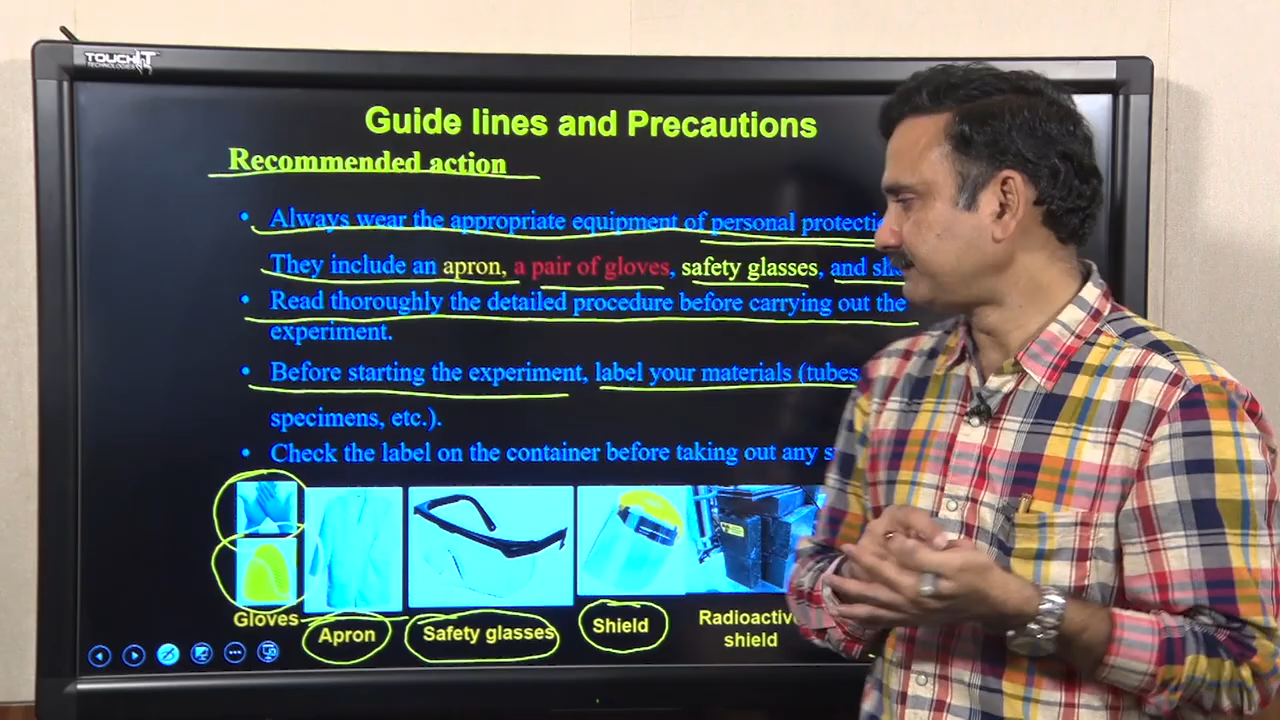 TOUCHIT
TECHNOLOGIES
Guide lines and Precautions
Recommended action
• Always wear the appropriate equipment of personal
They include an apron, a pair of gloves, safety glasses, and
• Read thoroughly the detailed procedure before carrying out the
experiment.
• Before starting the experiment, label your materials (tubes
specimens, etc.).
• Check the label on the container before taking out any
Gloves
Apron
Safety glasses
Shield
Radioactive
shield